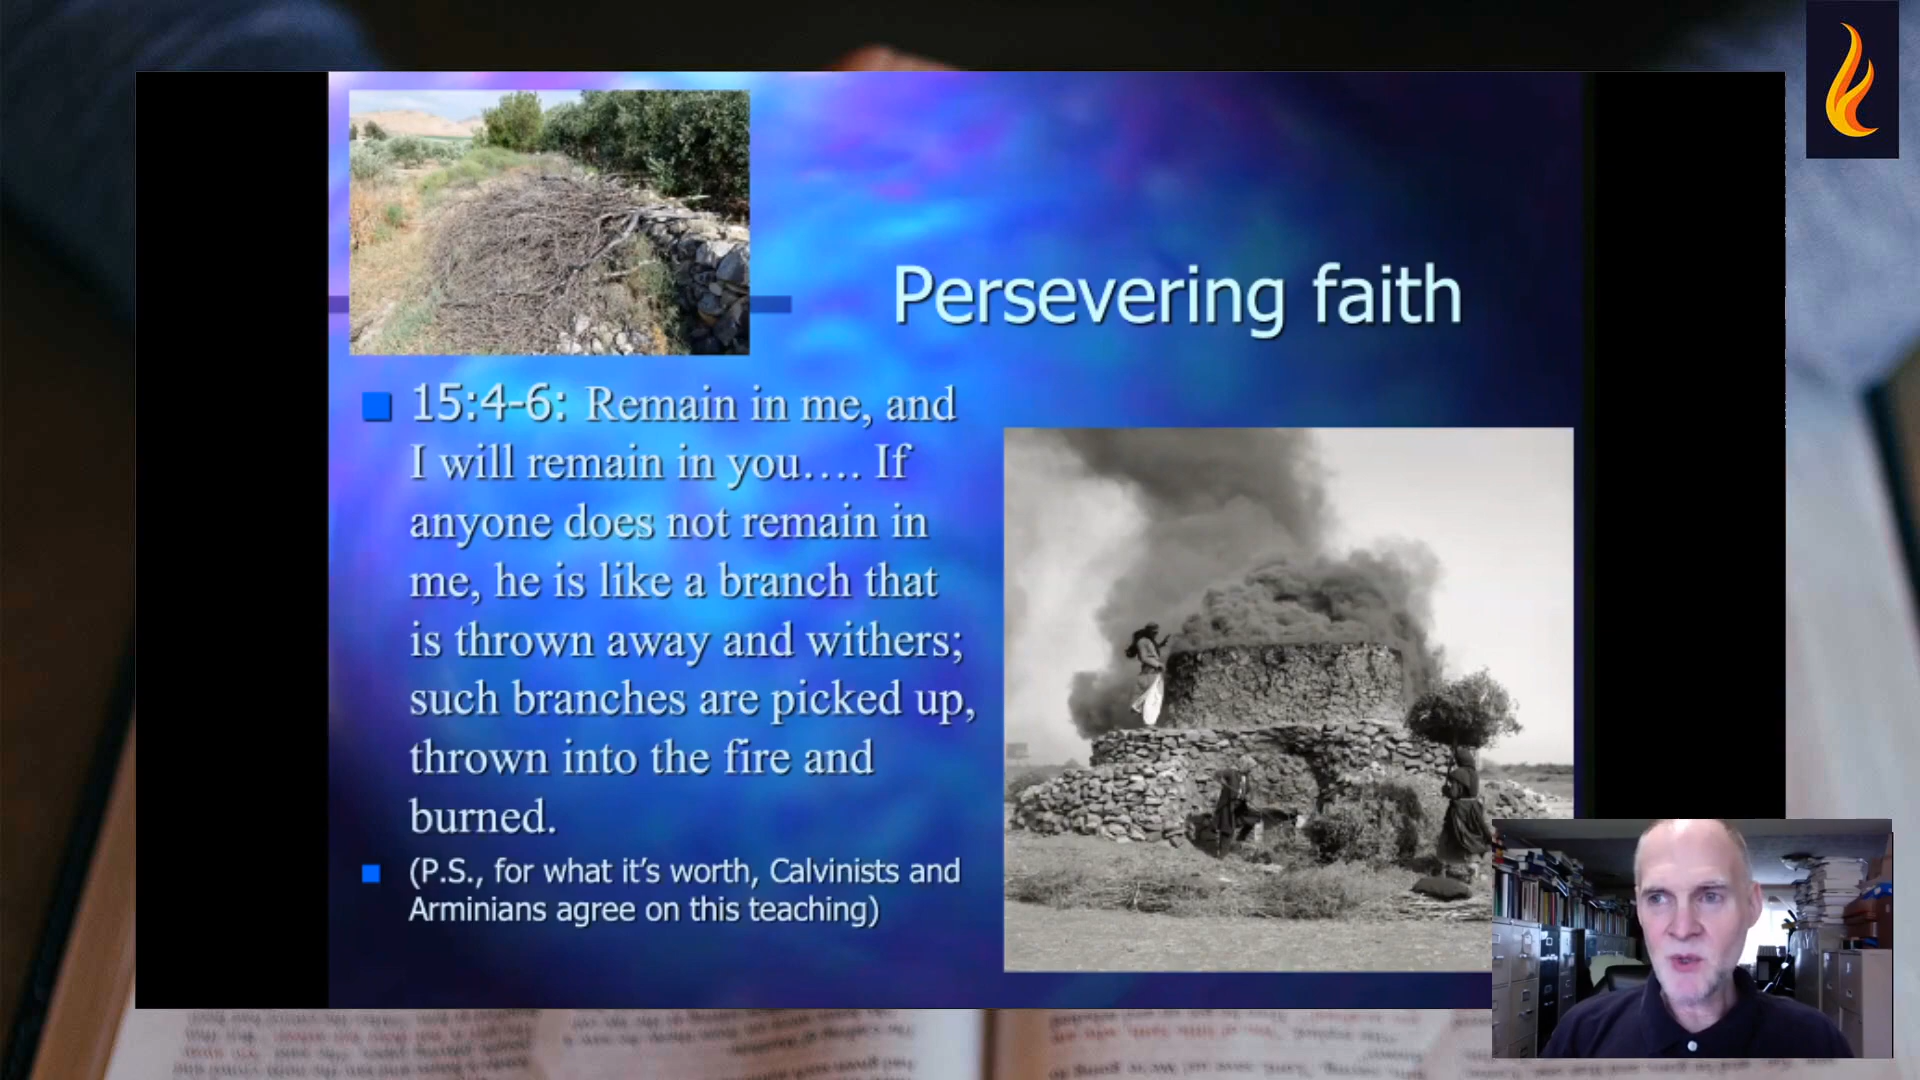 Persevering faith
15:4-6: Remain in me, and
I will remain in you…. If
anyone does not remain in
me, he is like a branch that
is thrown away and withers;
such branches are picked up,
thrown into the fire and
burned.
(P.S., for what it’s worth, Calvinists and
Arminians agree on this teaching)